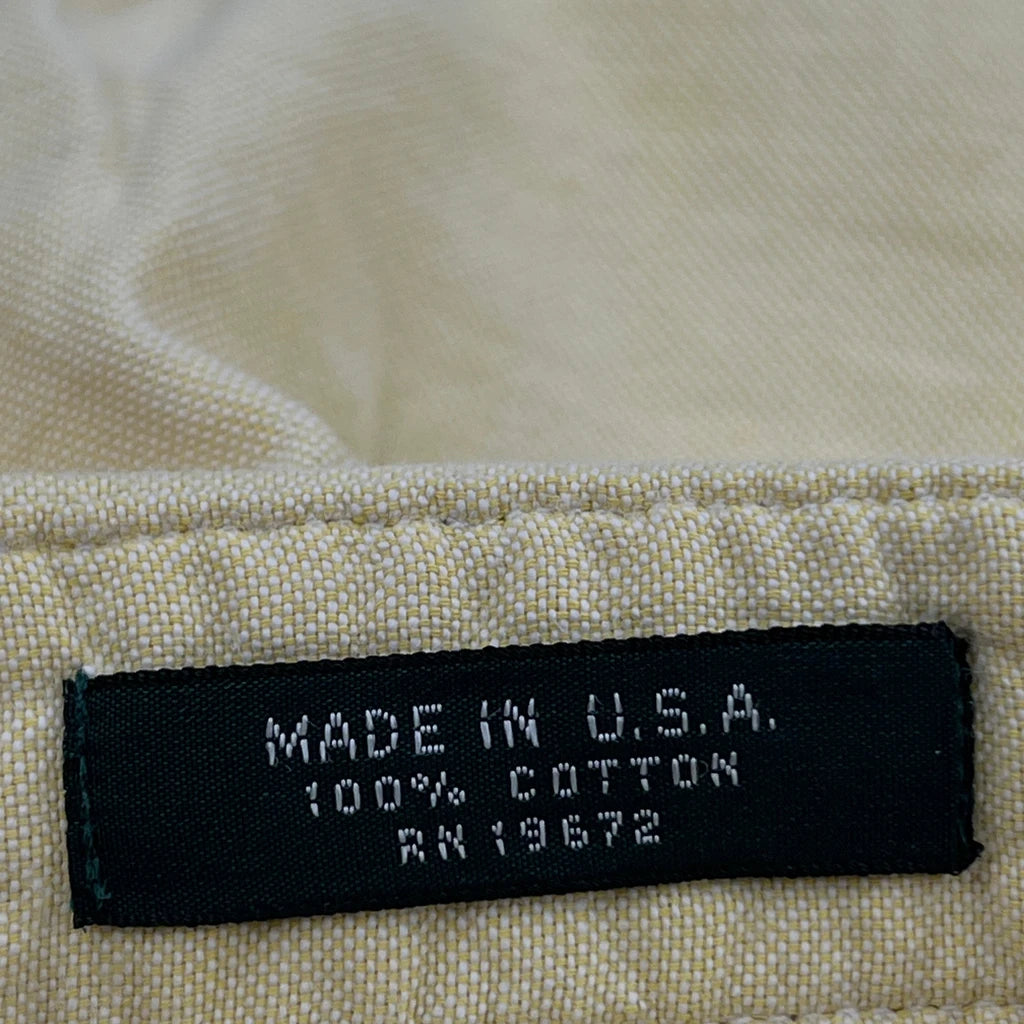 MADE IN U.S.A.
100% COTTON
RN 19672